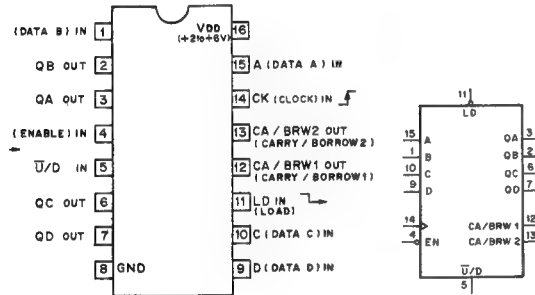 (DATA B) IN 1
QB OUT 2
QA OUT 3
(ENABLE) IN 4
U̅/D IN 5
QC OUT 6
QD OUT 7
8 GND
VDD 16
(+2to+6V)
15 A (DATA A) IN
14 CK (CLOCK) IN
13 CA / BRW2 OUT
(CARRY / BORROW2)
12 CA / BRW1 OUT
(CARRY / BORROW1)
11 LD IN
(LOAD)
10 C (DATA C) IN
9 D (DATA D) IN
11
LD
15 A QA 3
1 B QB 2
10 C QC 6
9 D QD 7
14 CA/BRW 1 12
4 EN CA/BRW 2 13
U̅/D
5